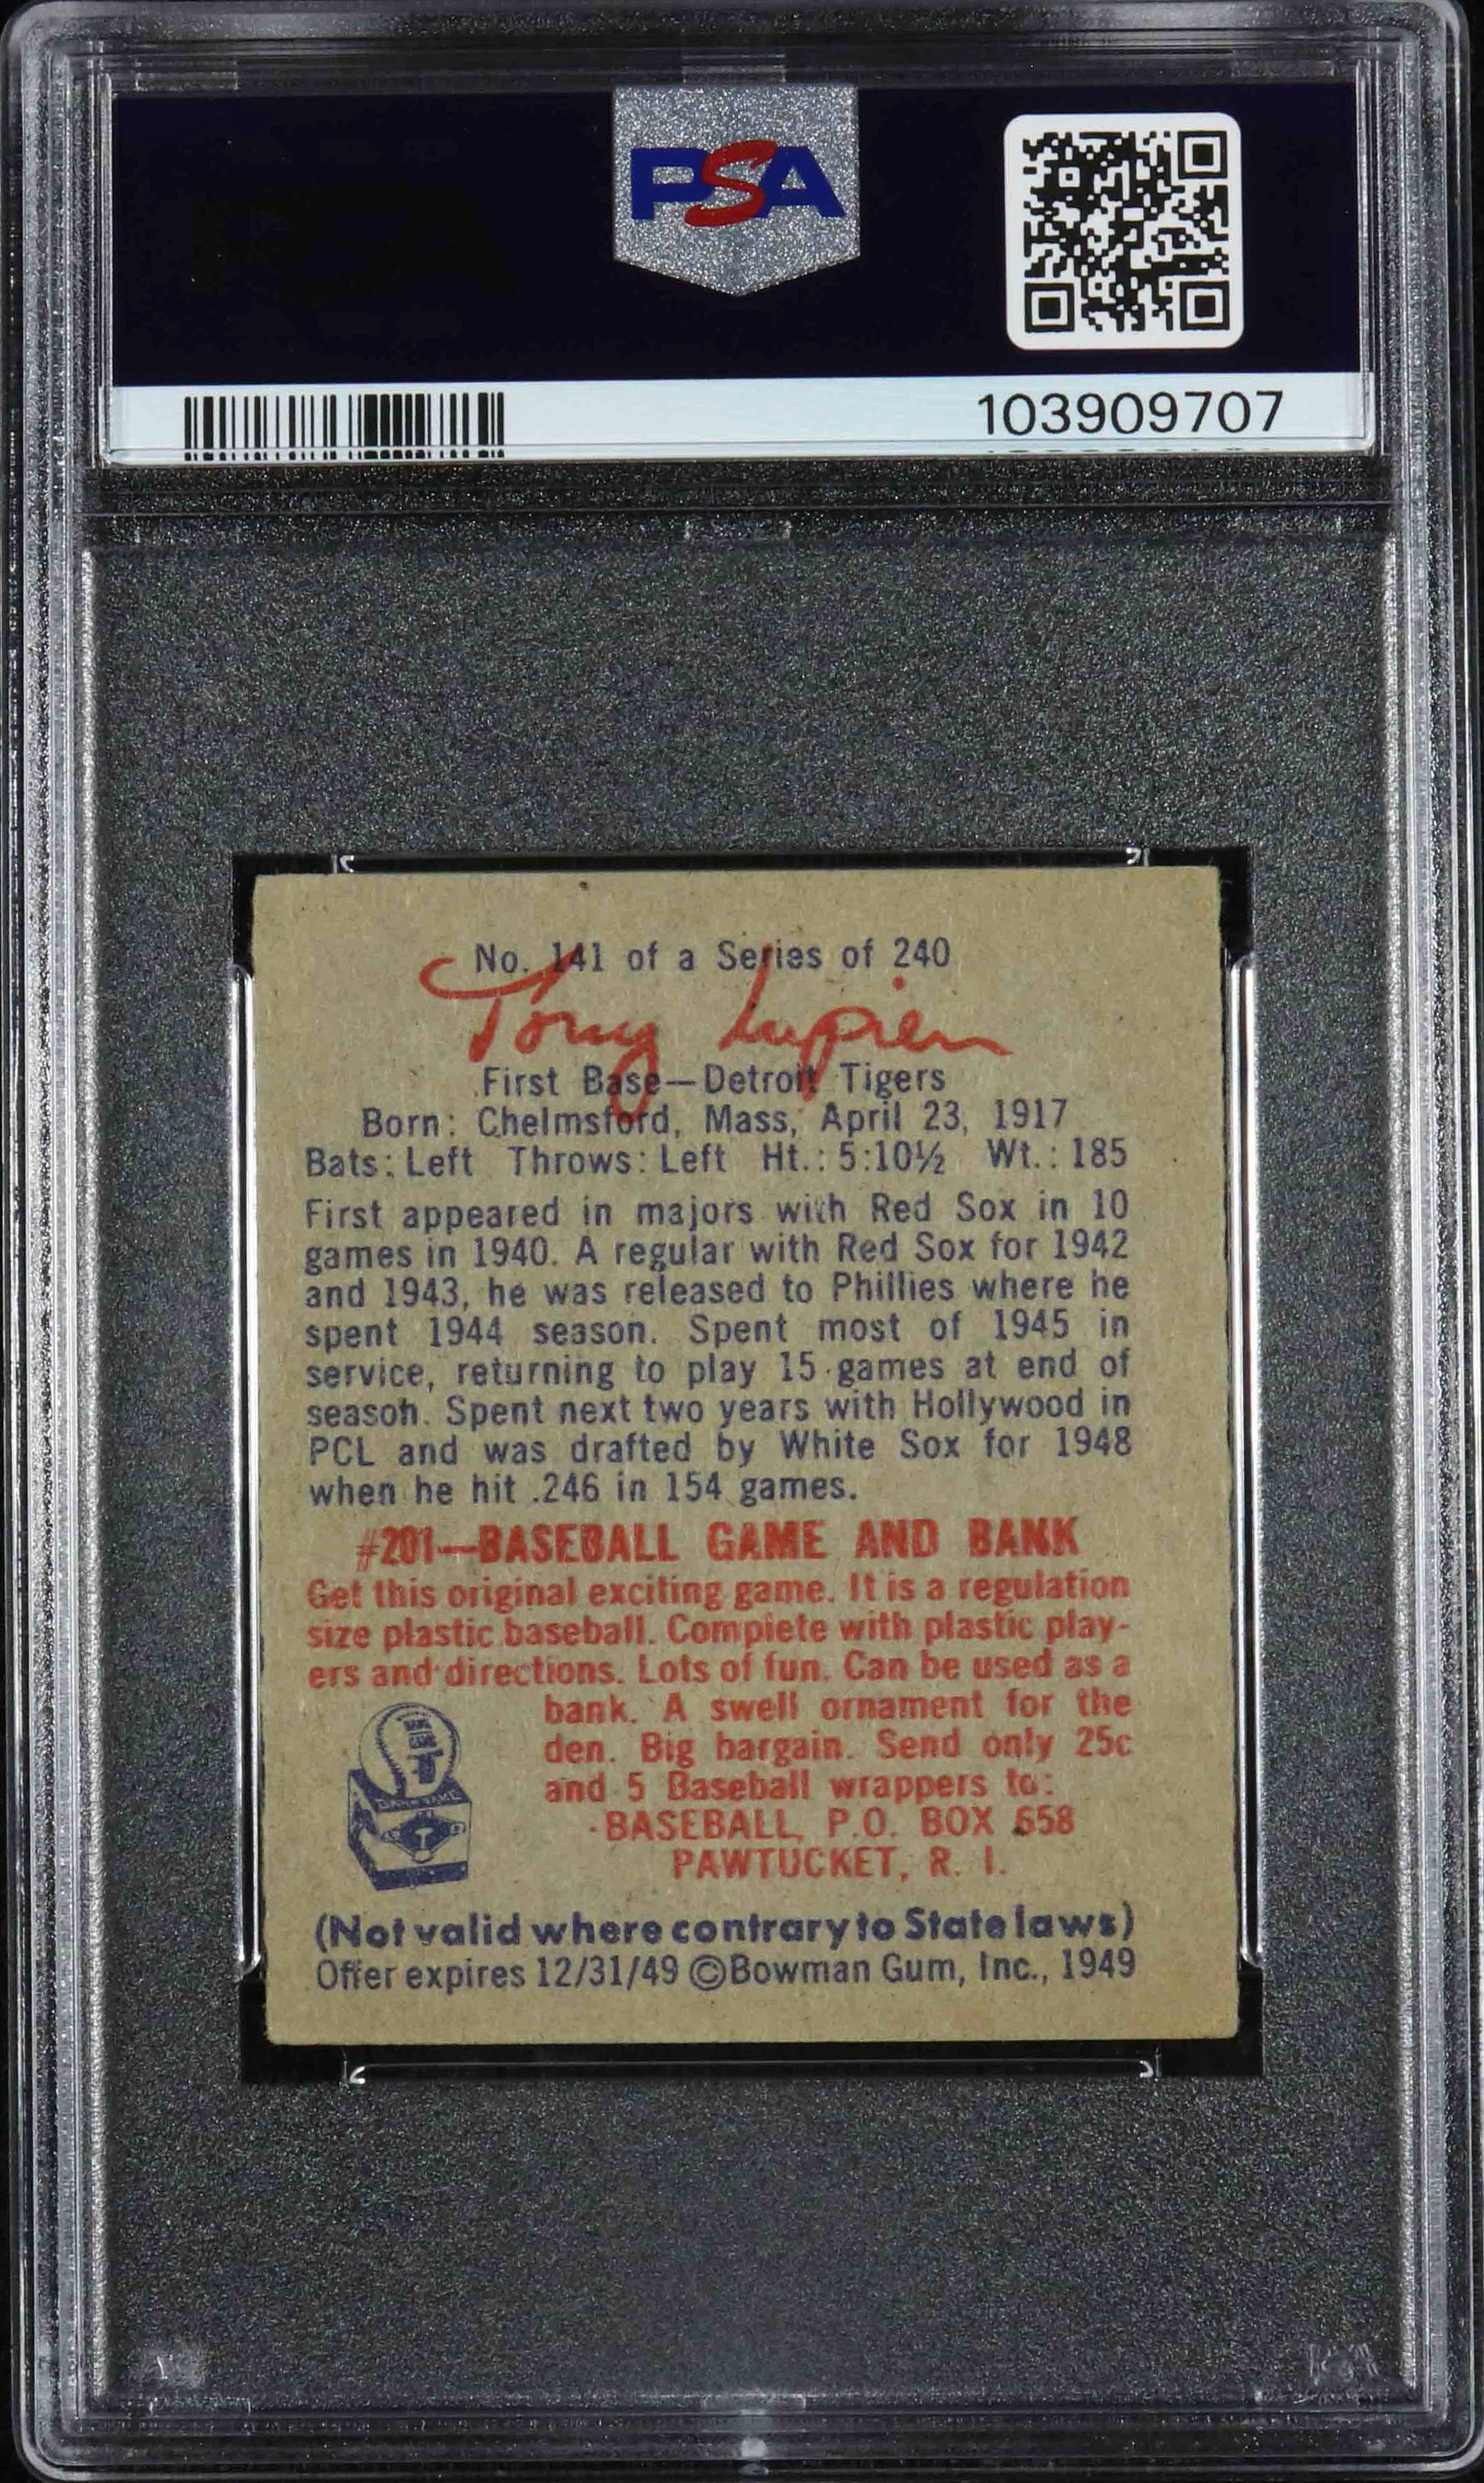 PSA
103909707
No. 141 of a Series of 240
Tony Lupien
First Base—Detroit Tigers
Born: Chelmsford, Mass, April 23, 1917
Bats: Left Throws: Left Ht.: 5:10½ Wt.: 185
First appeared in majors with Red Sox in 10
games in 1940. A regular with Red Sox for 1942
and 1943, he was released to Phillies where he
spent 1944 season. Spent most of 1945 in
service, returning to play 15 games at end of
season. Spent next two years with Hollywood in
PCL and was drafted by White Sox for 1948
when he hit .246 in 154 games.
#201—BASEBALL GAME AND BANK
Get this original exciting game. It is a regulation
size plastic baseball. Complete with plastic play-
ers and directions. Lots of fun. Can be used as a
bank. A swell ornament for the
den. Big bargain. Send only 25c
and 5 Baseball wrappers to:
BASEBALL, P.O. BOX 658
PAWTUCKET, R. I.
(Not valid where contrary to State laws)
Offer expires 12/31/49 ©Bowman Gum, Inc., 1949